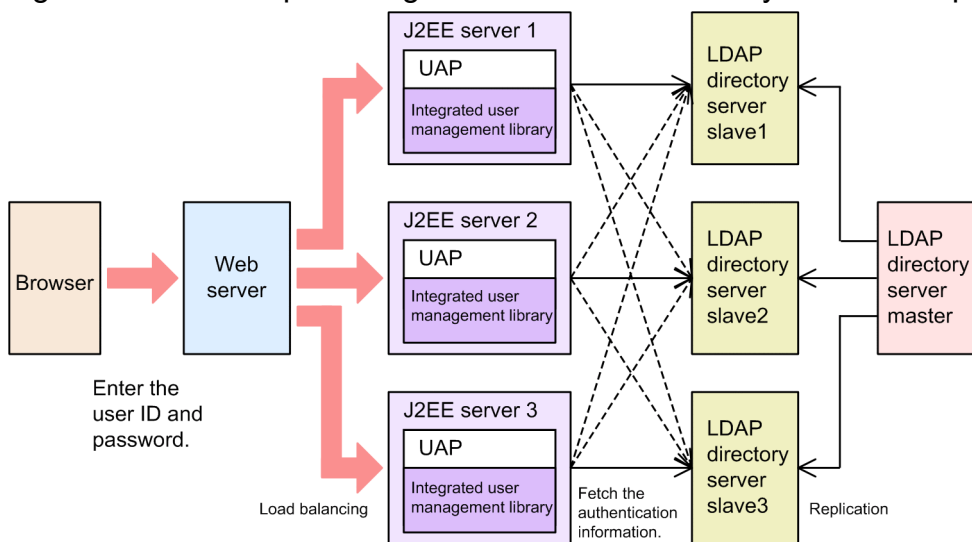 J2EE server 1
UAP
Integrated user
management library
LDAP
directory
server
slave1
Browser
Web
server
J2EE server 2
UAP
Integrated user
management library
LDAP
directory
server
slave2
LDAP
directory
server
master
Enter the
user ID and
password.
J2EE server 3
UAP
Integrated user
management library
LDAP
directory
server
slave3
Load balancing
Fetch the
authentication
information.
Replication